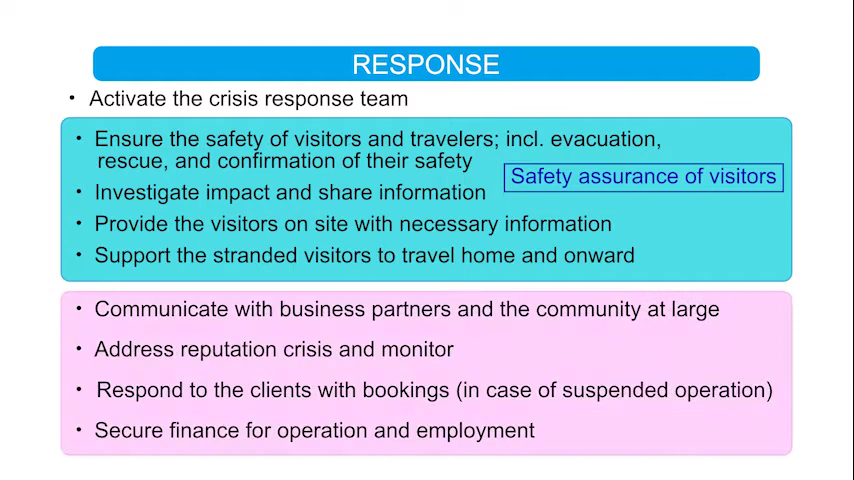 RESPONSE
・ Activate the crisis response team
・ Ensure the safety of visitors and travelers; incl. evacuation,
rescue, and confirmation of their safety
Safety assurance of visitors
・ Investigate impact and share information
・ Provide the visitors on site with necessary information
・ Support the stranded visitors to travel home and onward
・ Communicate with business partners and the community at large
・ Address reputation crisis and monitor
・ Respond to the clients with bookings (in case of suspended operation)
・ Secure finance for operation and employment